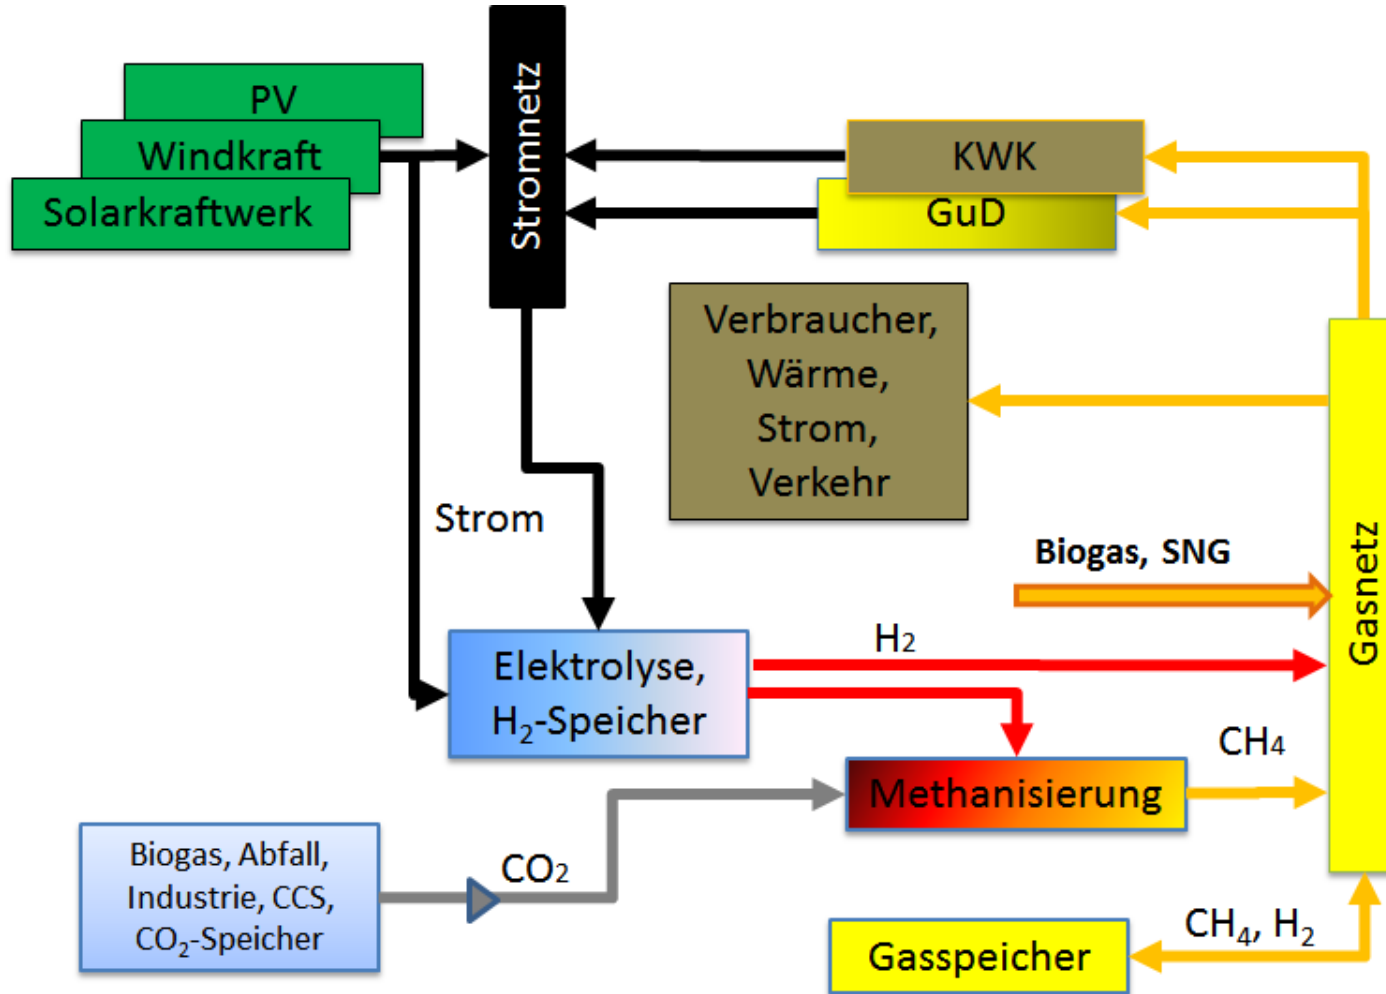 PV
Windkraft
Solarkraftwerk
Stromnetz
KWK
GuD
Verbraucher,
Wärme,
Strom,
Verkehr
Strom
Biogas, SNG
Gasnetz
H2
Elektrolyse,
H₂-Speicher
CH4
Methanisierung
Biogas, Abfall,
Industrie, CCS,
CO₂-Speicher
CO2
CH₄, H₂
Gasspeicher